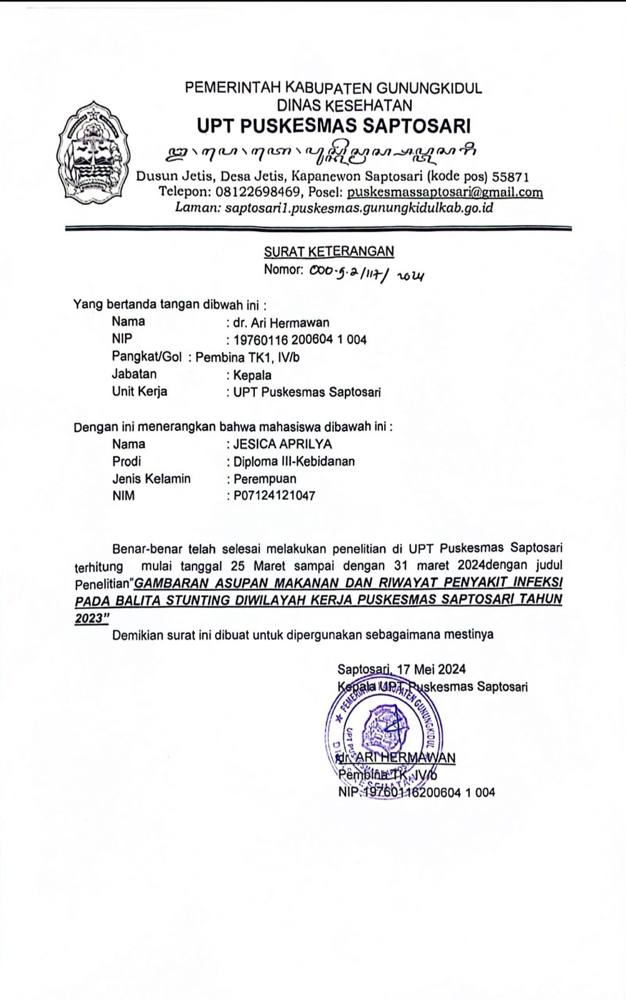 PEMERINTAH KABUPATEN GUNUNGKIDUL
DINAS KESEHATAN
UPT PUSKESMAS SAPTOSARI
Dusun Jetis, Desa Jetis, Kapanewon Saptosari (kode pos) 55871
Telepon: 08122698469, Posel: puskesmassaptosari@gmail.com
Laman: saptosari1.puskesmas.gunungkidulkab.go.id
SURAT KETERANGAN
Nomor: 000.9.2/117/ 2024
Yang bertanda tangan dibwah ini :
Nama : dr. Ari Hermawan
NIP : 19760116 200604 1 004
Pangkat/Gol : Pembina TK1, IV/b
Jabatan : Kepala
Unit Kerja : UPT Puskesmas Saptosari
Dengan ini menerangkan bahwa mahasiswa dibawah ini :
Nama : JESICA APRILYA
Prodi : Diploma III-Kebidanan
Jenis Kelamin : Perempuan
NIM : P07124121047
Benar-benar telah selesai melakukan penelitian di UPT Puskesmas Saptosari
terhitung mulai tanggal 25 Maret sampai dengan 31 maret 2024dengan judul
Penelitian"GAMBARAN ASUPAN MAKANAN DAN RIWAYAT PENYAKIT INFEKSI
PADA BALITA STUNTING DIWILAYAH KERJA PUSKESMAS SAPTOSARI TAHUN
2023"
Demikian surat ini dibuat untuk dipergunakan sebagaimana mestinya
Saptosari, 17 Mei 2024
Kepala UPT Puskesmas Saptosari
PEMERINTAH KABUPATEN GUNUNGKIDUL
UPT PUSKESMAS SAPTOSARI
DINAS KESEHATAN
dr. ARI HERMAWAN
Pembina TK, IV/b
NIP.19760116200604 1 004